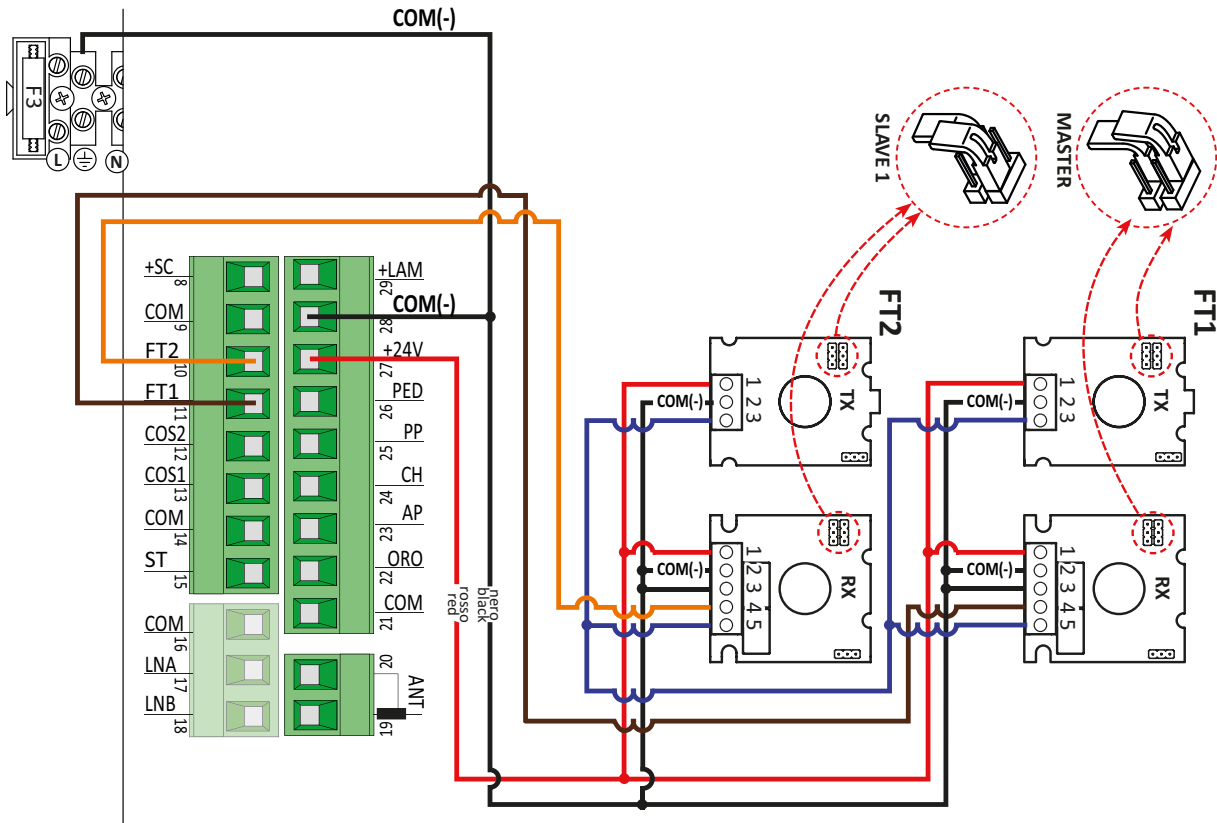 COM(-)
F3
L
N
SLAVE 1
MASTER
+SC
8
COM
9
FT2
10
FT1
11
COS2
12
COS1
13
COM
14
ST
15
COM
16
LNA
17
LNB
18
+LAM
29
COM(-)
28
+24V
27
PED
26
PP
25
CH
24
AP
23
ORO
22
COM
21
20
ANT
19
rosso
red
nero
black
FT2
TX
1
2
3
COM(-)
RX
1
2
3
4
5
COM(-)
FT1
TX
1
2
3
COM(-)
RX
1
2
3
4
5
COM(-)